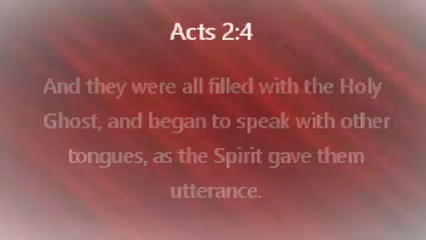 Acts 2:4
And they were all filled with the Holy
Ghost, and began to speak with other
tongues, as the Spirit gave them
utterance.